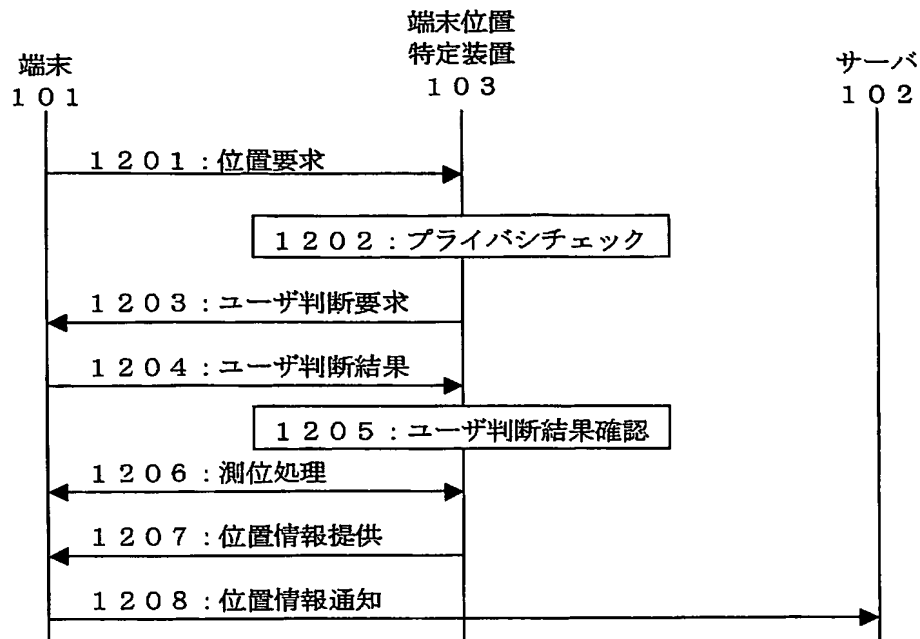 端末
１０１
端末位置
特定装置
１０３
サーバ
１０２
１２０１：位置要求
１２０２：プライバシチェック
１２０３：ユーザ判断要求
１２０４：ユーザ判断結果
１２０５：ユーザ判断結果確認
１２０６：測位処理
１２０７：位置情報提供
１２０８：位置情報通知